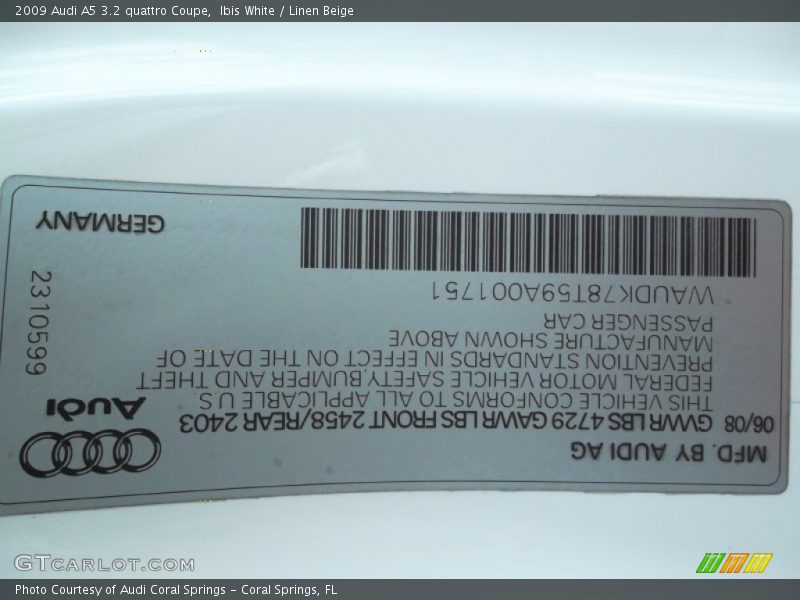 2009 Audi A5 3.2 quattro Coupe,  Ibis White / Linen Beige
MFD. BY AUDI AG
06/08 GVWR LBS 4729 GAWR LBS FRONT 2458/REAR 2403
THIS VEHICLE CONFORMS TO ALL APPLICABLE U.S.
FEDERAL MOTOR VEHICLE SAFETY, BUMPER AND THEFT
PREVENTION STANDARDS IN EFFECT ON THE DATE OF
MANUFACTURE SHOWN ABOVE
PASSENGER CAR
WAUDK78T59A001751
Audi
2310599
GERMANY
GTCARLOT.COM
Photo Courtesy of Audi Coral Springs - Coral Springs, FL